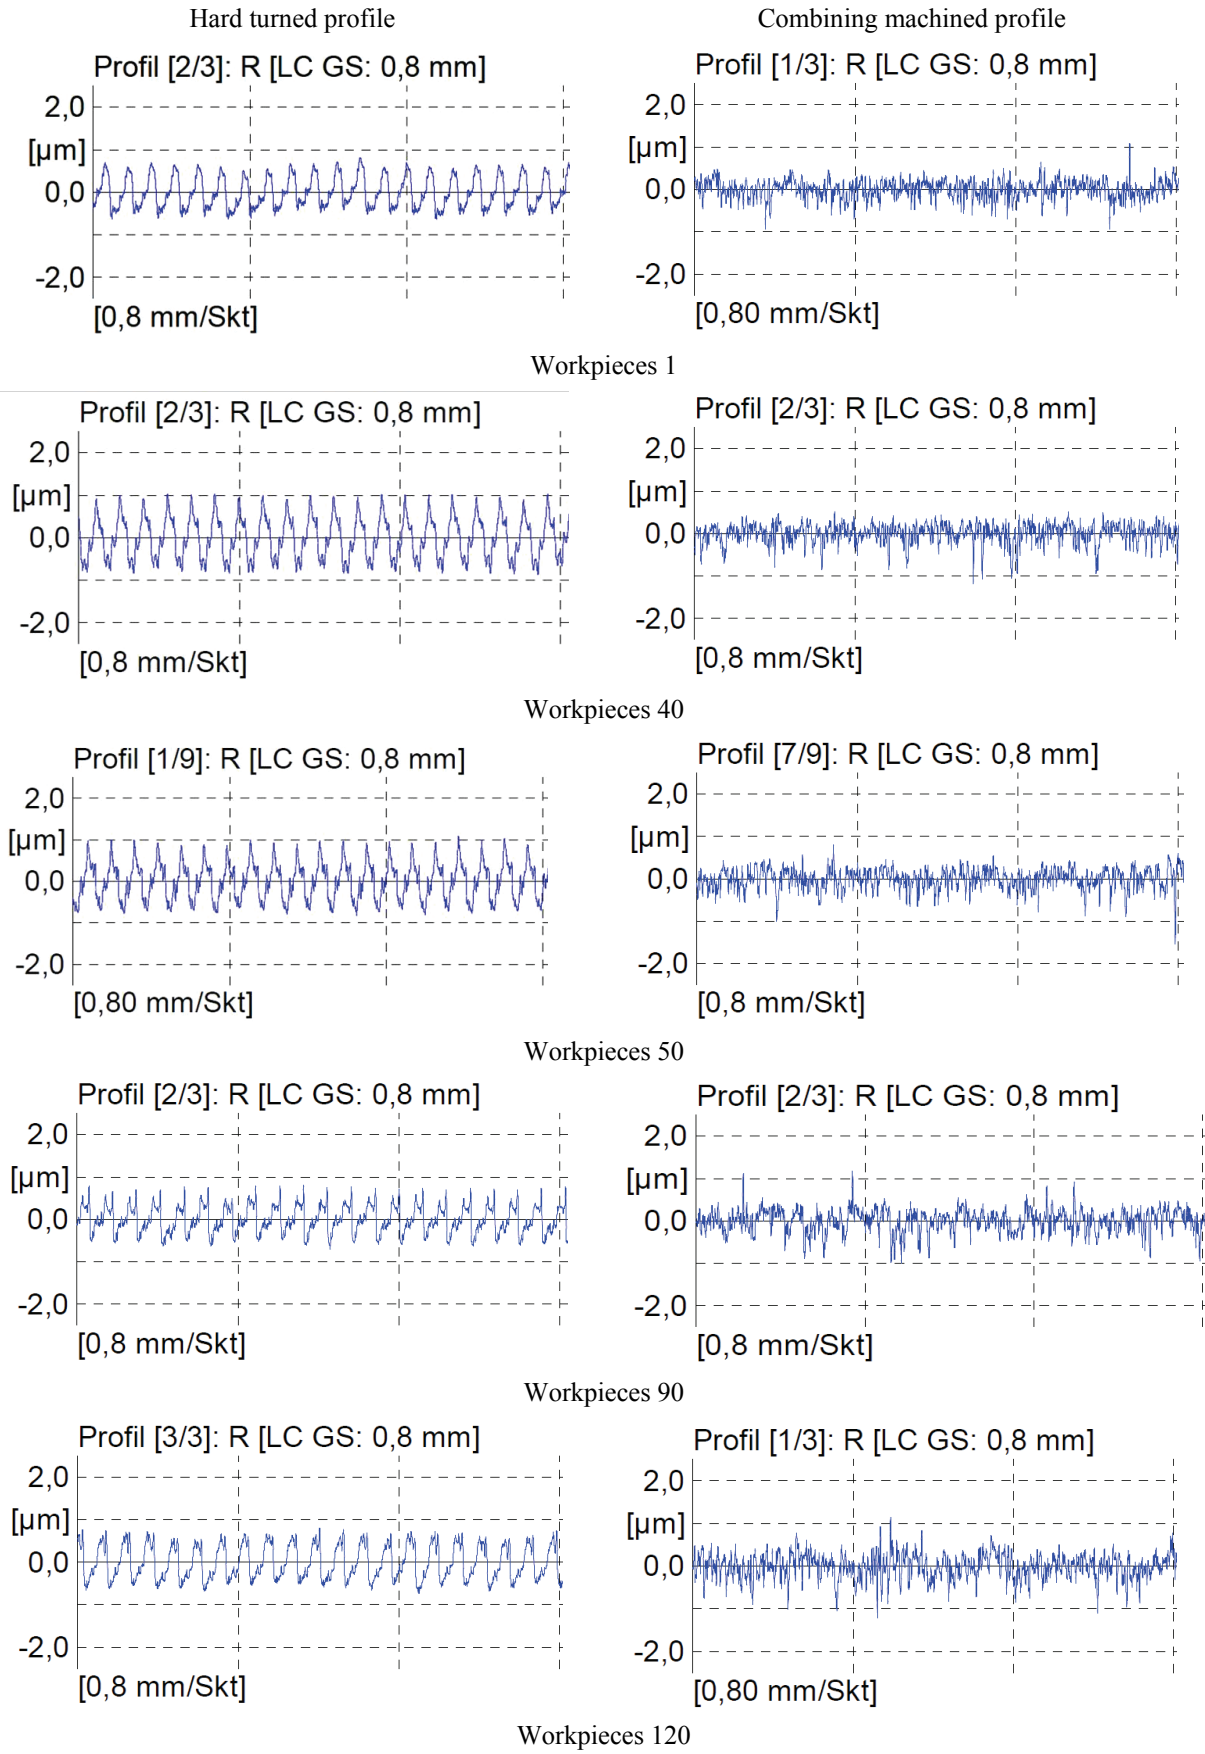 Hard turned profile
Combining machined profile
Profil [2/3]: R [LC GS: 0,8 mm]
2,0
[µm]
0,0
-2,0
[0,8 mm/Skt]
Profil [1/3]: R [LC GS: 0,8 mm]
2,0
[µm]
0,0
-2,0
[0,80 mm/Skt]
Workpieces 1
Profil [2/3]: R [LC GS: 0,8 mm]
2,0
[µm]
0,0
-2,0
[0,8 mm/Skt]
Profil [2/3]: R [LC GS: 0,8 mm]
2,0
[µm]
0,0
-2,0
[0,8 mm/Skt]
Workpieces 40
Profil [1/9]: R [LC GS: 0,8 mm]
2,0
[µm]
0,0
-2,0
[0,80 mm/Skt]
Profil [7/9]: R [LC GS: 0,8 mm]
2,0
[µm]
0,0
-2,0
[0,8 mm/Skt]
Workpieces 50
Profil [2/3]: R [LC GS: 0,8 mm]
2,0
[µm]
0,0
-2,0
[0,8 mm/Skt]
Profil [2/3]: R [LC GS: 0,8 mm]
2,0
[µm]
0,0
-2,0
[0,8 mm/Skt]
Workpieces 90
Profil [3/3]: R [LC GS: 0,8 mm]
2,0
[µm]
0,0
-2,0
[0,8 mm/Skt]
Profil [1/3]: R [LC GS: 0,8 mm]
2,0
[µm]
0,0
-2,0
[0,80 mm/Skt]
Workpieces 120